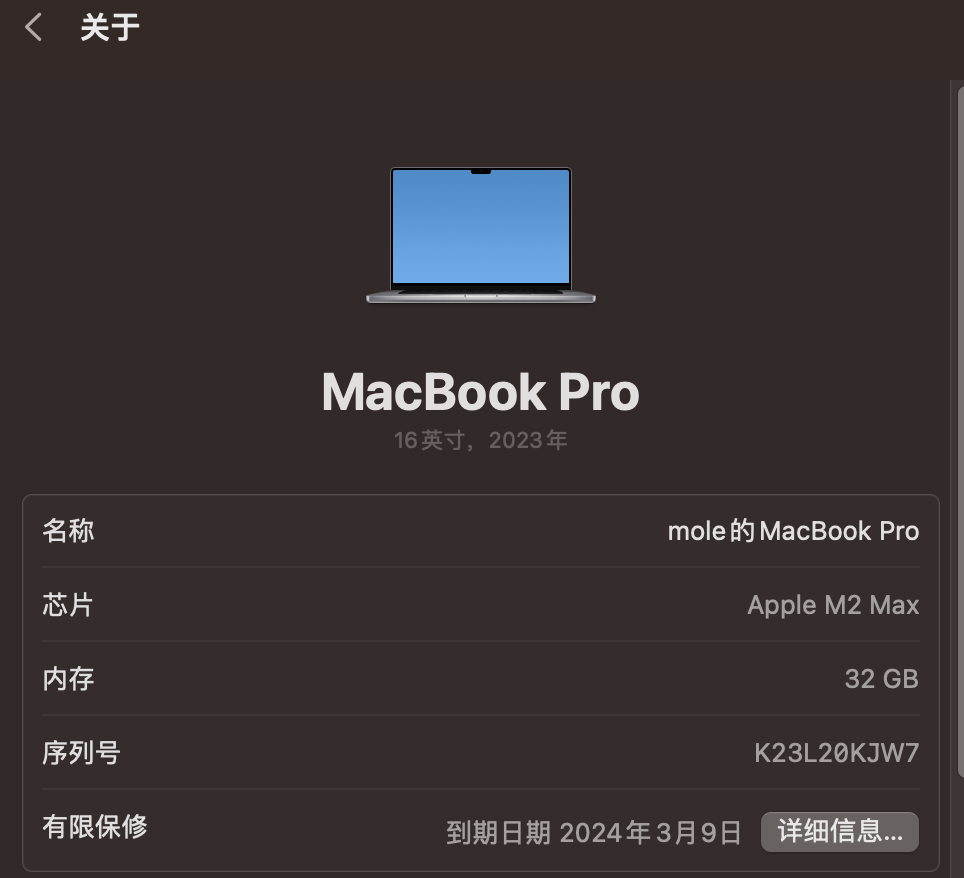 关于
MacBook Pro
16英寸，2023年
名称 mole的MacBook Pro
芯片 Apple M2 Max
内存 32 GB
序列号 K23L20KJW7
有限保修 到期日期 2024年3月9日 详细信息...